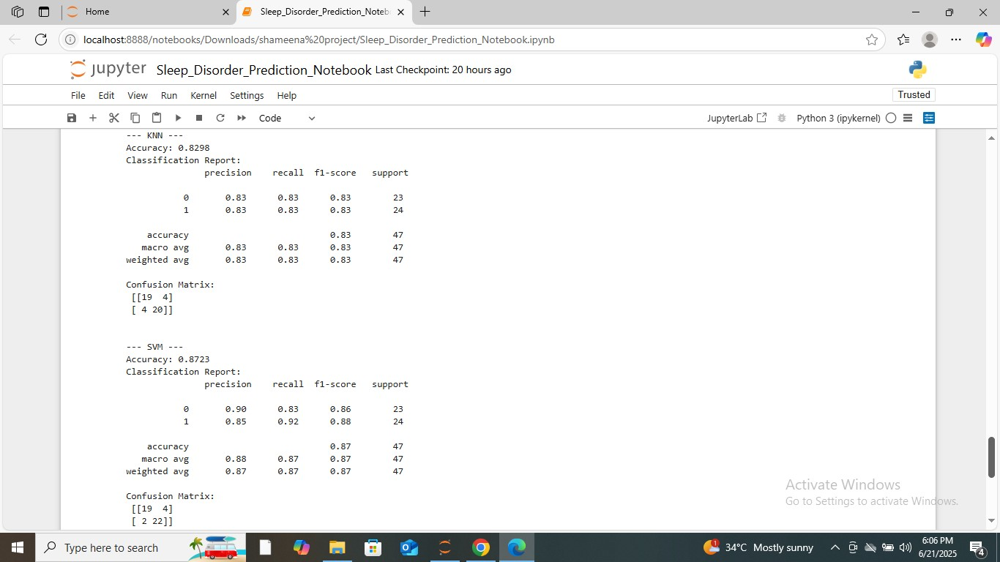 Home
Sleep_Disorder_Prediction_Noteb
localhost:8888/notebooks/Downloads/shameena%20project/Sleep_Disorder_Prediction_Notebook.ipynb
jupyter Sleep_Disorder_Prediction_Notebook Last Checkpoint: 20 hours ago
File Edit View Run Kernel Settings Help
Trusted
Code
JupyterLab
Python 3 (ipykernel)
--- KNN ---
Accuracy: 0.8298
Classification Report:
precision recall f1-score support
0 0.83 0.83 0.83 23
1 0.83 0.83 0.83 24
accuracy 0.83 47
macro avg 0.83 0.83 0.83 47
weighted avg 0.83 0.83 0.83 47
Confusion Matrix:
[[19 4]
[ 4 20]]
--- SVM ---
Accuracy: 0.8723
Classification Report:
precision recall f1-score support
0 0.90 0.83 0.86 23
1 0.85 0.92 0.88 24
accuracy 0.87 47
macro avg 0.88 0.87 0.87 47
weighted avg 0.87 0.87 0.87 47
Confusion Matrix:
[[19 4]
[ 2 22]]
Activate Windows
Go to Settings to activate Windows.
Type here to search
1
34°C Mostly sunny
6:06 PM
6/21/2025
4